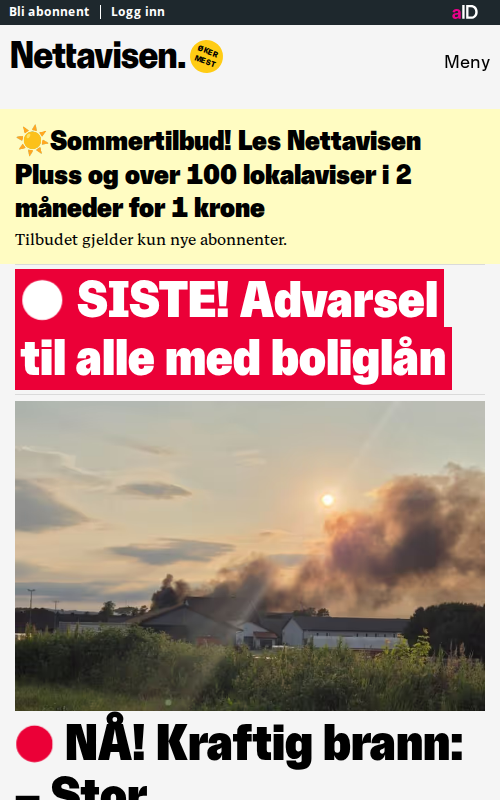 Bli abonnent | Logg inn
aID
Nettavisen.
ØKER
MEST
Meny
☀️Sommertilbud! Les Nettavisen
Pluss og over 100 lokalaviser i 2
måneder for 1 krone
Tilbudet gjelder kun nye abonnenter.
SISTE! Advarsel
til alle med boliglån
NÅ! Kraftig brann:
– Stor